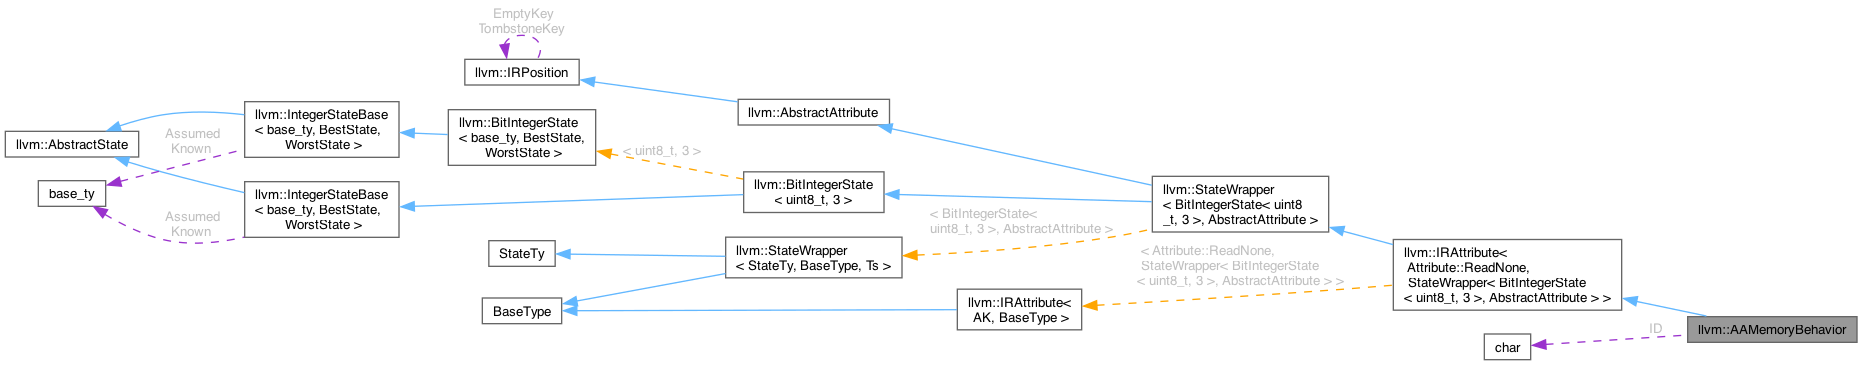 EmptyKey
TombstoneKey
llvm::IRPosition
llvm::AbstractAttribute
llvm::IntegerStateBase
< base_ty, BestState,
WorstState >
llvm::BitIntegerState
< base_ty, BestState,
WorstState >
llvm::AbstractState
Assumed
Known
< uint8_t, 3 >
base_ty
llvm::IntegerStateBase
< base_ty, BestState,
WorstState >
Assumed
Known
llvm::BitIntegerState
< uint8_t, 3 >
llvm::StateWrapper
< BitIntegerState< uint8
_t, 3 >, AbstractAttribute >
< BitIntegerState<
uint8_t, 3 >, AbstractAttribute >
StateTy
llvm::StateWrapper
< StateTy, BaseType, Ts >
< Attribute::ReadNone,
StateWrapper< BitIntegerState
< uint8_t, 3 >, AbstractAttribute > >
llvm::IRAttribute<
Attribute::ReadNone,
StateWrapper< BitIntegerState
< uint8_t, 3 >, AbstractAttribute > >
BaseType
llvm::IRAttribute<
AK, BaseType >
llvm::AAMemoryBehavior
ID
char